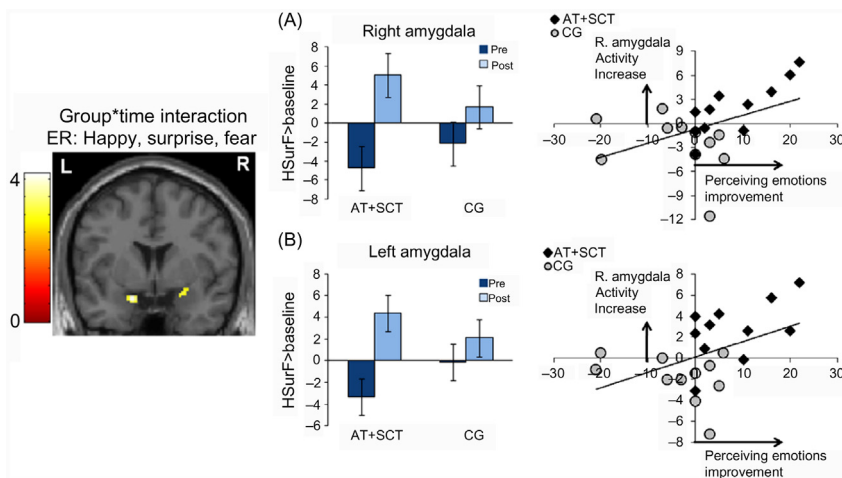 Group*time interaction
ER: Happy, surprise, fear
L
R
4
0
(A)
Right amygdala
HSurF>baseline
8
6
4
2
0
–2
–4
–6
–8
Pre
Post
AT+SCT
CG
AT+SCT
CG
R. amygdala
Activity
Increase
9
6
3
0
–3
–6
–9
–12
–30
–20
–10
0
10
20
30
Perceiving emotions
improvement
(B)
Left amygdala
HSurF>baseline
8
6
4
2
0
–2
–4
–6
Pre
Post
AT+SCT
CG
AT+SCT
CG
R. amygdala
Activity
Increase
8
6
4
2
0
–2
–4
–6
–8
–30
–20
–10
0
10
20
30
Perceiving emotions
improvement